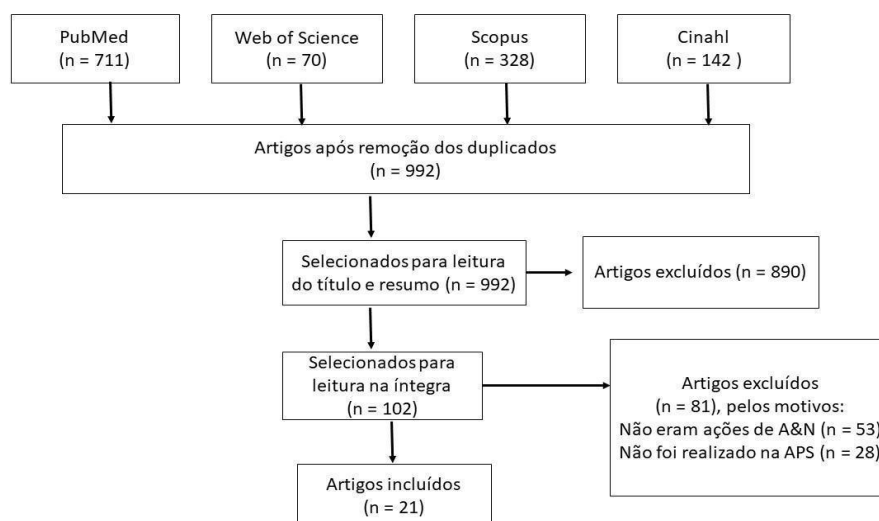 PubMed
(n = 711)
Web of Science
(n = 70)
Scopus
(n = 328)
Cinahl
(n = 142 )
Artigos após remoção dos duplicados
(n = 992)
Selecionados para leitura
do título e resumo (n = 992)
Artigos excluídos (n = 890)
Selecionados para
leitura na íntegra
(n = 102)
Artigos excluídos
(n = 81), pelos motivos:
Não eram ações de A&N (n = 53)
Não foi realizado na APS (n = 28)
Artigos incluídos
(n = 21)